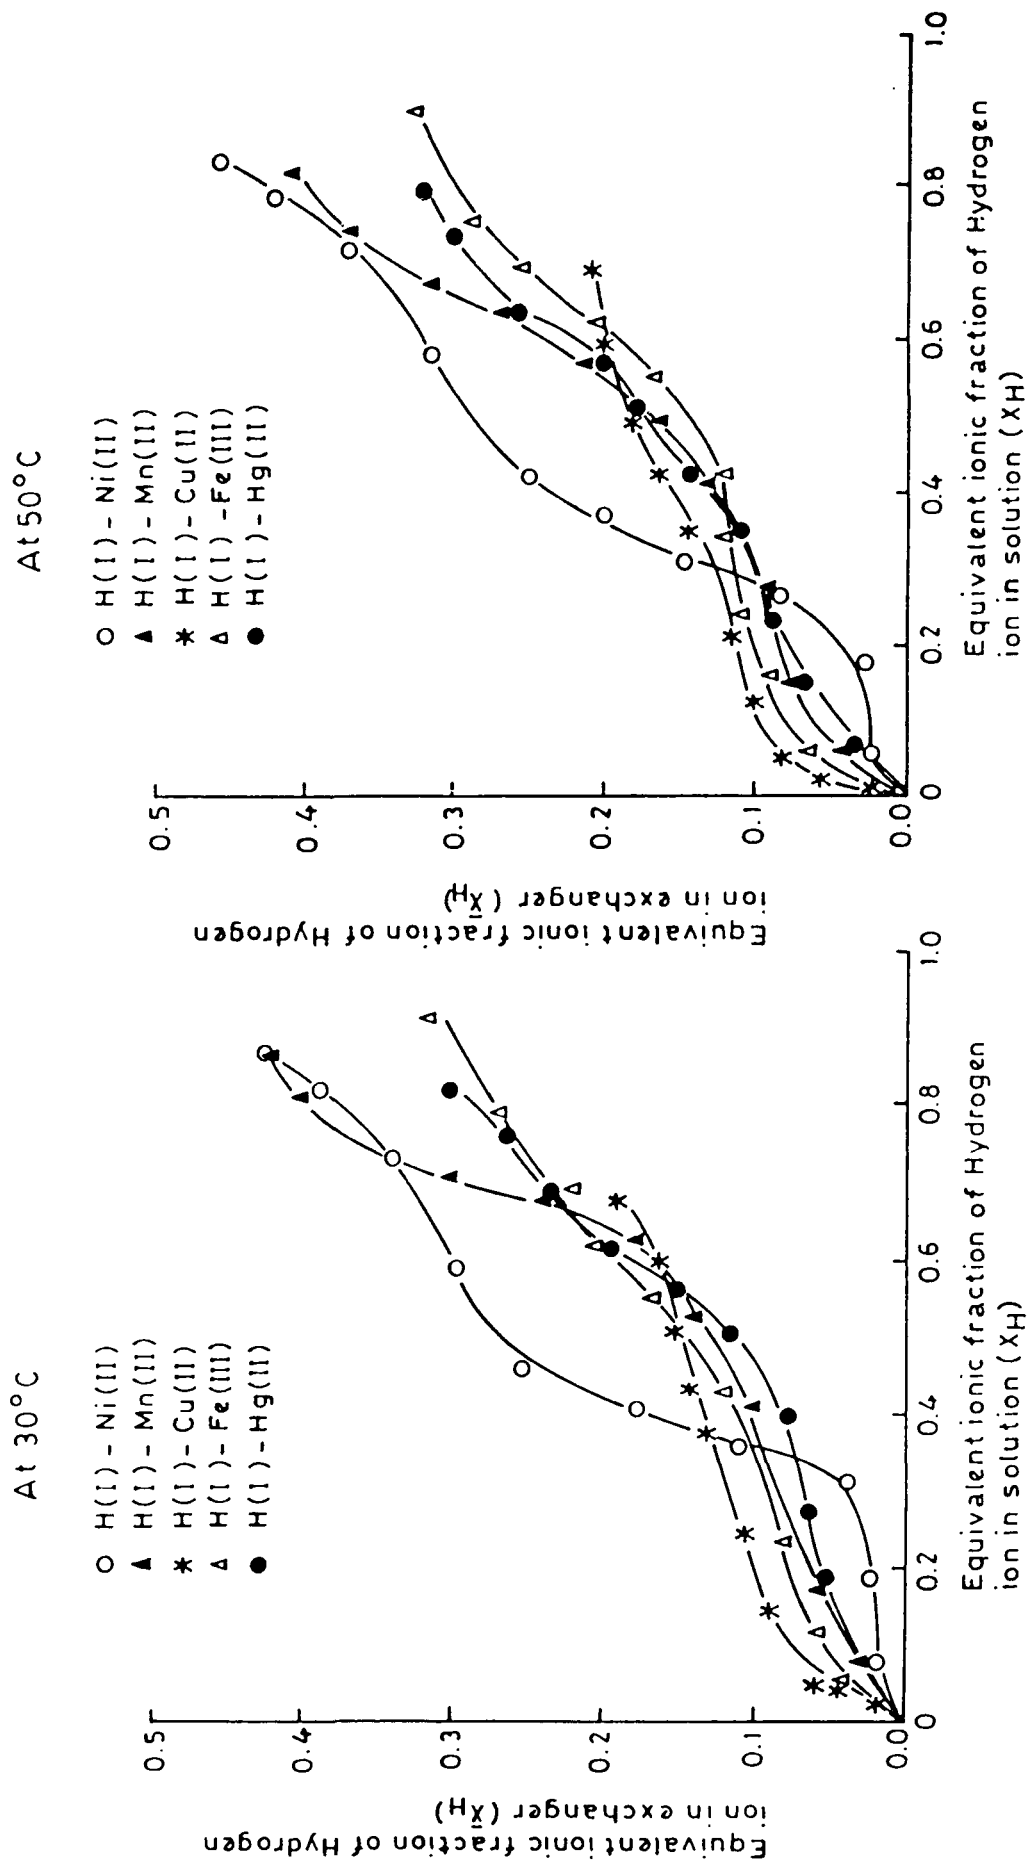 At 30°C
H(I)-Ni(II)
H(I)-Mn(II)
H(I)-Cu(II)
H(I)-Fe(III)
H(I)-Hg(II)
Equivalent ionic fraction of Hydrogen
ion in exchanger (X̄H)
0.5
0.4
0.3
0.2
0.1
0.0
0
0.2
0.4
0.6
0.8
1.0
Equivalent ionic fraction of Hydrogen
ion in solution (XH)
At 50°C
H(I)-Ni(II)
H(I)-Mn(II)
H(I)-Cu(II)
H(I)-Fe(III)
H(I)-Hg(II)
Equivalent ionic fraction of Hydrogen
ion in exchanger (X̄H)
0.5
0.4
0.3
0.2
0.1
0.0
0
0.2
0.4
0.6
0.8
1.0
Equivalent ionic fraction of Hydrogen
ion in solution (XH)